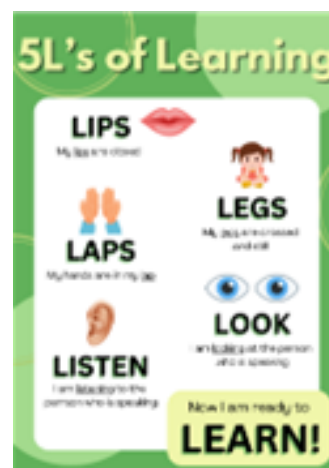 5L's of Learning
LIPS
My lips are closed
LAPS
My hands are in my lap
LISTEN
I am listening to the
person who is speaking
LEGS
My legs are crossed
and still
LOOK
I am looking at the person
who is speaking
Now I am ready to
LEARN!